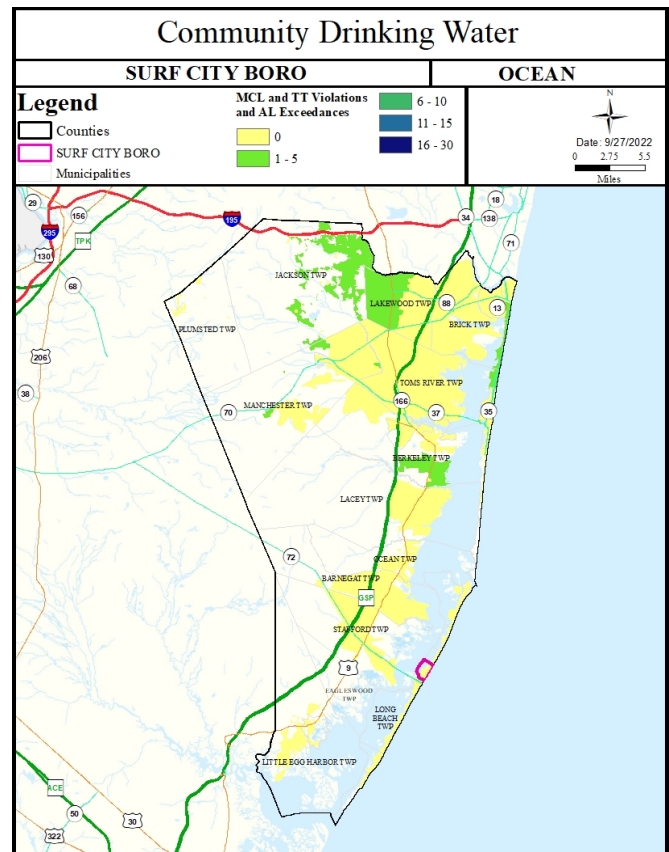 Community Drinking Water
SURF CITY BORO
OCEAN
Legend
Counties
SURF CITY BORO
Municipalities
MCL and TT Violations
and AL Exceedances
0
1 - 5
6 - 10
11 - 15
16 - 30
N
Date: 9/27/2022
0 2.75 5.5
Miles
29
156
195
34
18
138
295
TPK
71
130
JACKSON TWP
68
LAKEWOOD TWP
88
13
PLUMSTED TWP
BRICK TWP
206
TOMS RIVER TWP
38
166
70
MANCHESTER TWP
37
35
BERKELEY TWP
LACEY TWP
72
OCEAN TWP
BARNEGAT TWP
GSP
STAFFORD TWP
9
EAGLESWOOD
TWP
LONG
BEACH
TWP
LITTLE EGG HARBOR TWP
ACE
50
30
322